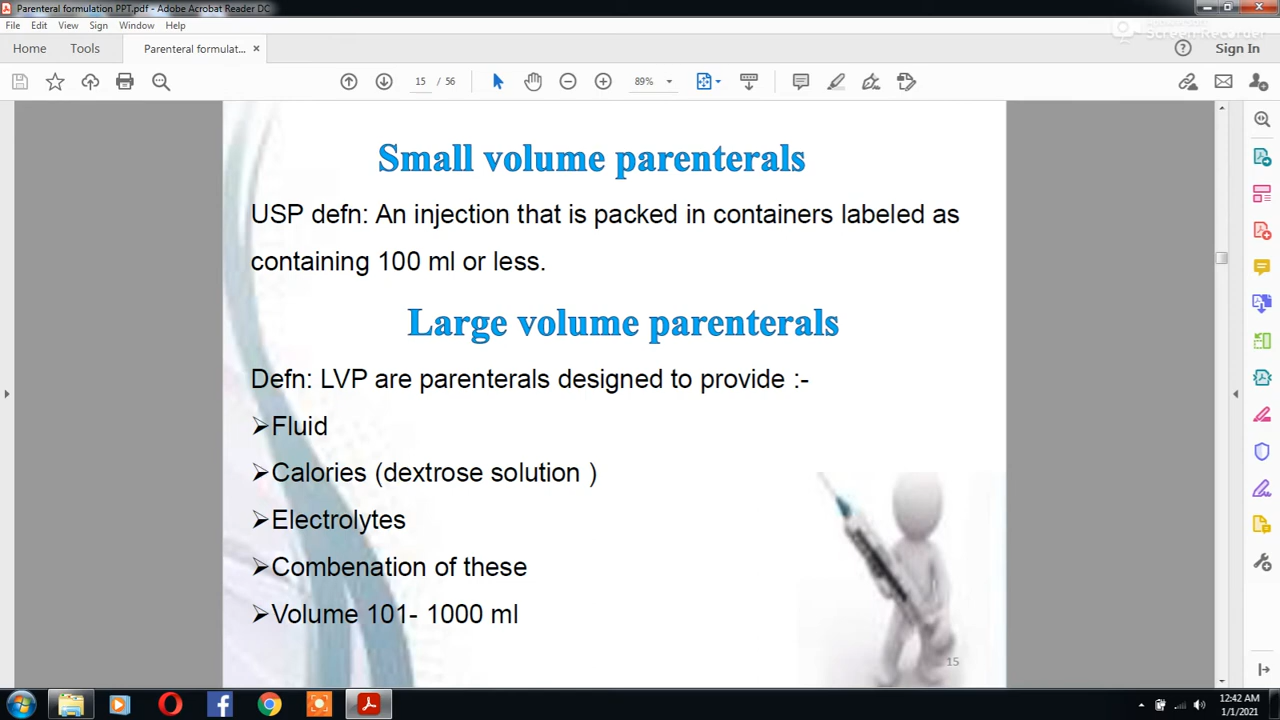 Parenteral formulation PPT.pdf - Adobe Acrobat Reader DC
File Edit View Sign Window Help
Home Tools Parenteral formulat... ×
Screen Recorder
Sign In
15 / 56 89%
Small volume parenterals
USP defn: An injection that is packed in containers labeled as
containing 100 ml or less.
Large volume parenterals
Defn: LVP are parenterals designed to provide :-
➢Fluid
➢Calories (dextrose solution )
➢Electrolytes
➢Combenation of these
➢Volume 101- 1000 ml
15
12:42 AM
1/1/2021